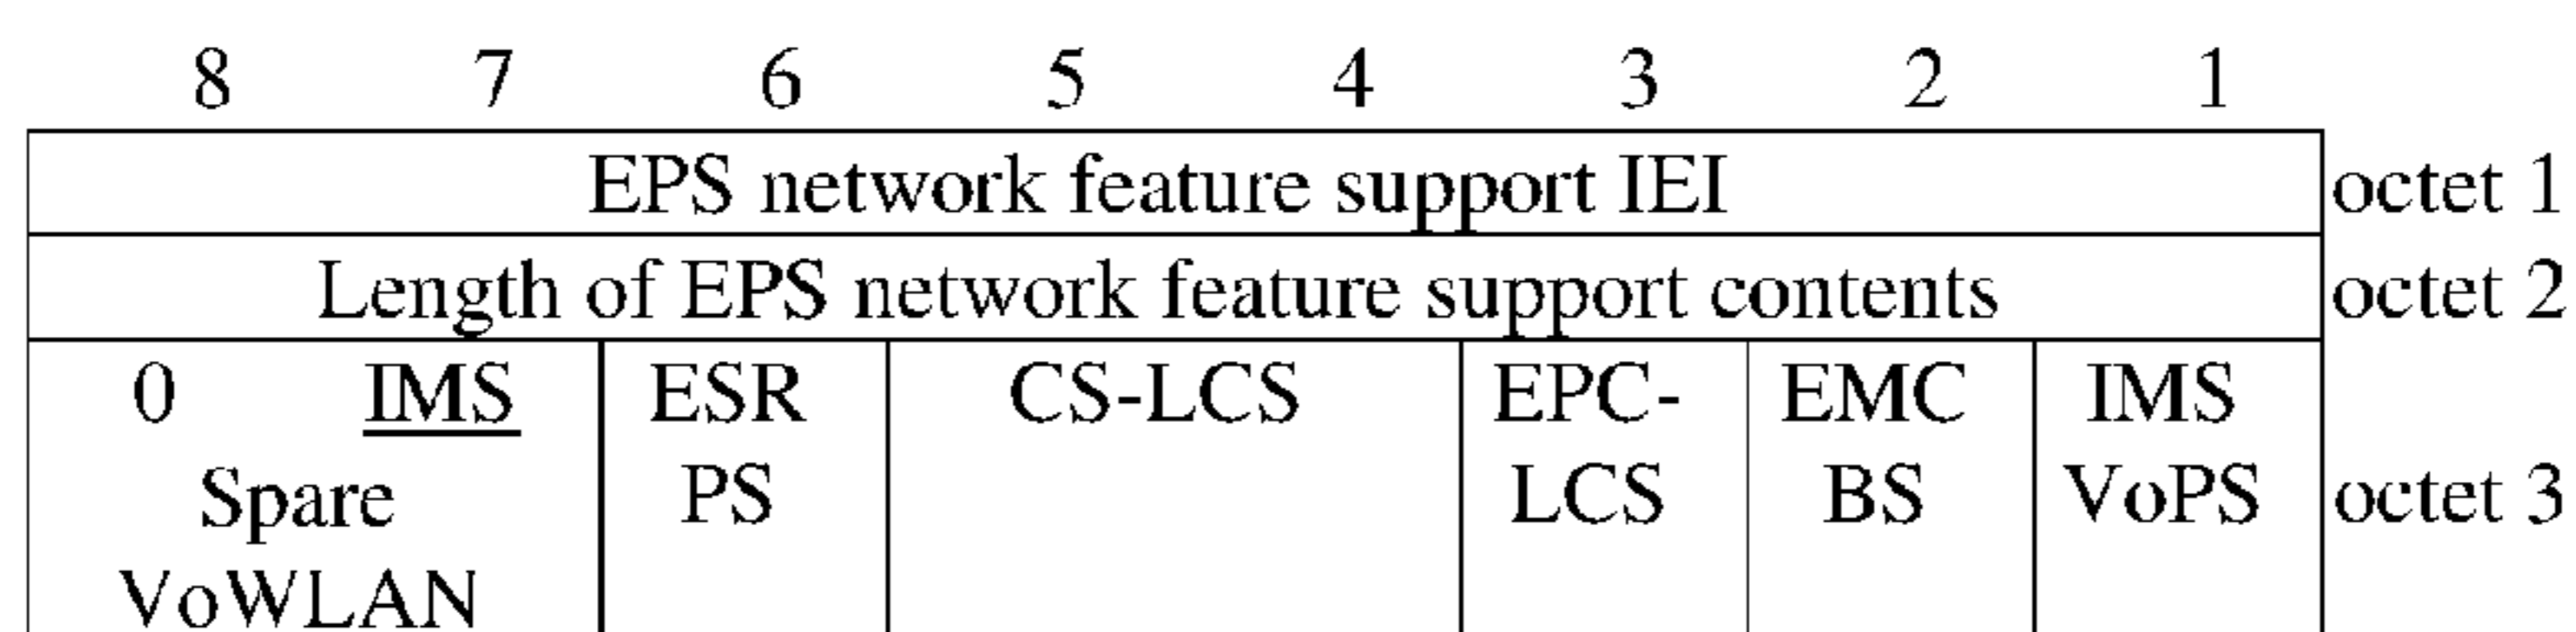 8 7 6 5 4 3 2 1
EPS network feature support IEI octet 1
Length of EPS network feature support contents octet 2
0 IMS ESR CS-LCS EPC- EMC IMS
Spare PS LCS BS VoPS octet 3
VoWLAN